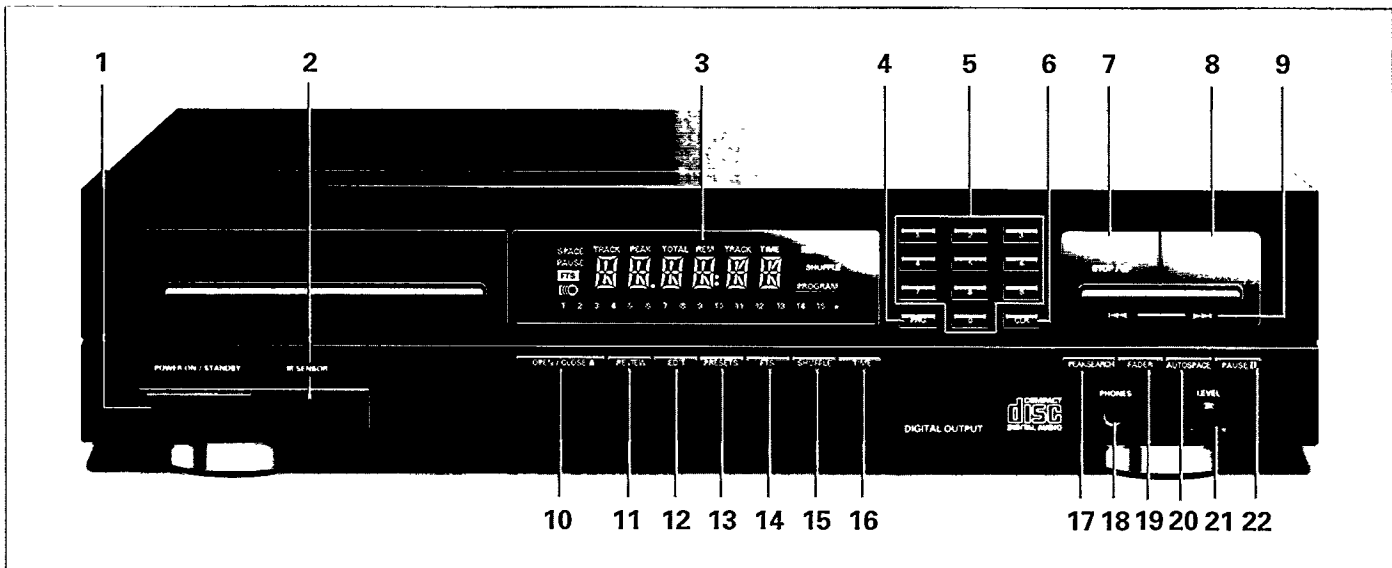 1 2 3 4 5 6 7 8 9
SPACE TRACK PEAK TOTAL REM TRACK TIME
PAUSE
SHUFFLE
FTS
PROGRAM
1 2 3 4 5 6 7 8 9 10 11 12 13 14 15
1 2 3
4 5 6
7 8 9
PRG 0 CLR
POWER ON / STANDBY IR SENSOR
OPEN / CLOSE REVIEW EDIT PRESETS FTS SHUFFLE TIME
PEAKSEARCH FADER AUTOSPACE PAUSE
PHONES LEVEL
COMPACT
disc
DIGITAL AUDIO
DIGITAL OUTPUT
10 11 12 13 14 15 16
17 18 19 20 21 22